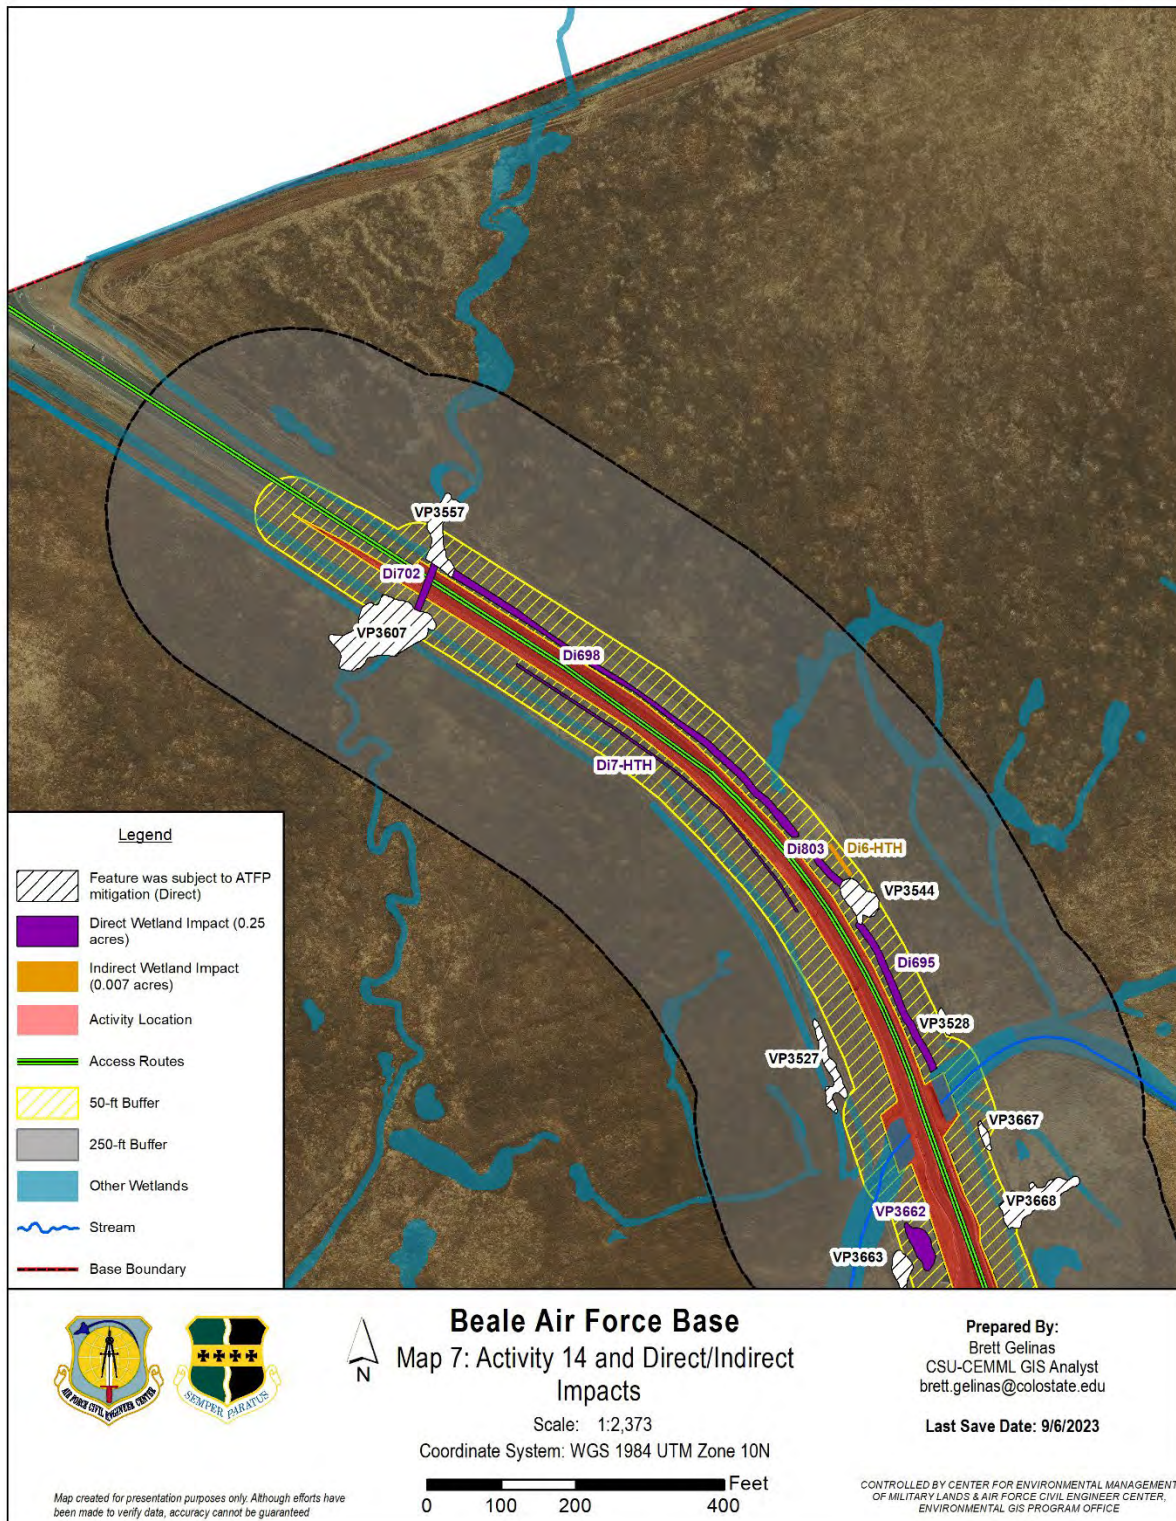 VP3557
Di702
VP3607
Di698
Di7-HTH
Di803
Di6-HTH
VP3544
Di695
VP3528
VP3527
VP3667
VP3668
VP3662
VP3663
Legend
Feature was subject to ATFP
mitigation (Direct)
Direct Wetland Impact (0.25
acres)
Indirect Wetland Impact
(0.007 acres)
Activity Location
Access Routes
50-ft Buffer
250-ft Buffer
Other Wetlands
Stream
Base Boundary
AIR FORCE CIVIL ENGINEER CENTER
SEMPER PARATUS
N
Beale Air Force Base
Map 7: Activity 14 and Direct/Indirect
Impacts
Scale: 1:2,373
Coordinate System: WGS 1984 UTM Zone 10N
Feet
0 100 200 400
Prepared By:
Brett Gelinas
CSU-CEMML GIS Analyst
brett.gelinas@colostate.edu
Last Save Date: 9/6/2023
Map created for presentation purposes only. Although efforts have
been made to verify data, accuracy cannot be guaranteed
CONTROLLED BY CENTER FOR ENVIRONMENTAL MANAGEMENT
OF MILITARY LANDS & AIR FORCE CIVIL ENGINEER CENTER,
ENVIRONMENTAL GIS PROGRAM OFFICE